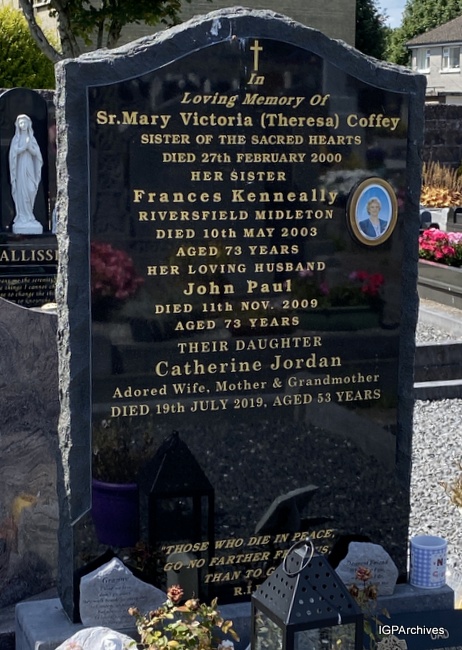 In
Loving Memory Of
Sr.Mary Victoria (Theresa) Coffey
SISTER OF THE SACRED HEARTS
DIED 27th FEBRUARY 2000
HER SISTER
Frances Kenneally
RIVERSFIELD MIDLETON
DIED 10th MAY 2003
AGED 73 YEARS
HER LOVING HUSBAND
John Paul
DIED 11th NOV. 2009
AGED 73 YEARS
THEIR DAUGHTER
Catherine Jordan
Adored Wife, Mother & Grandmother
DIED 19th JULY 2019, AGED 53 YEARS
"THOSE WHO DIE IN PEACE,
GO NO FARTHER
THAN TO
ALLISS
IGPArchives